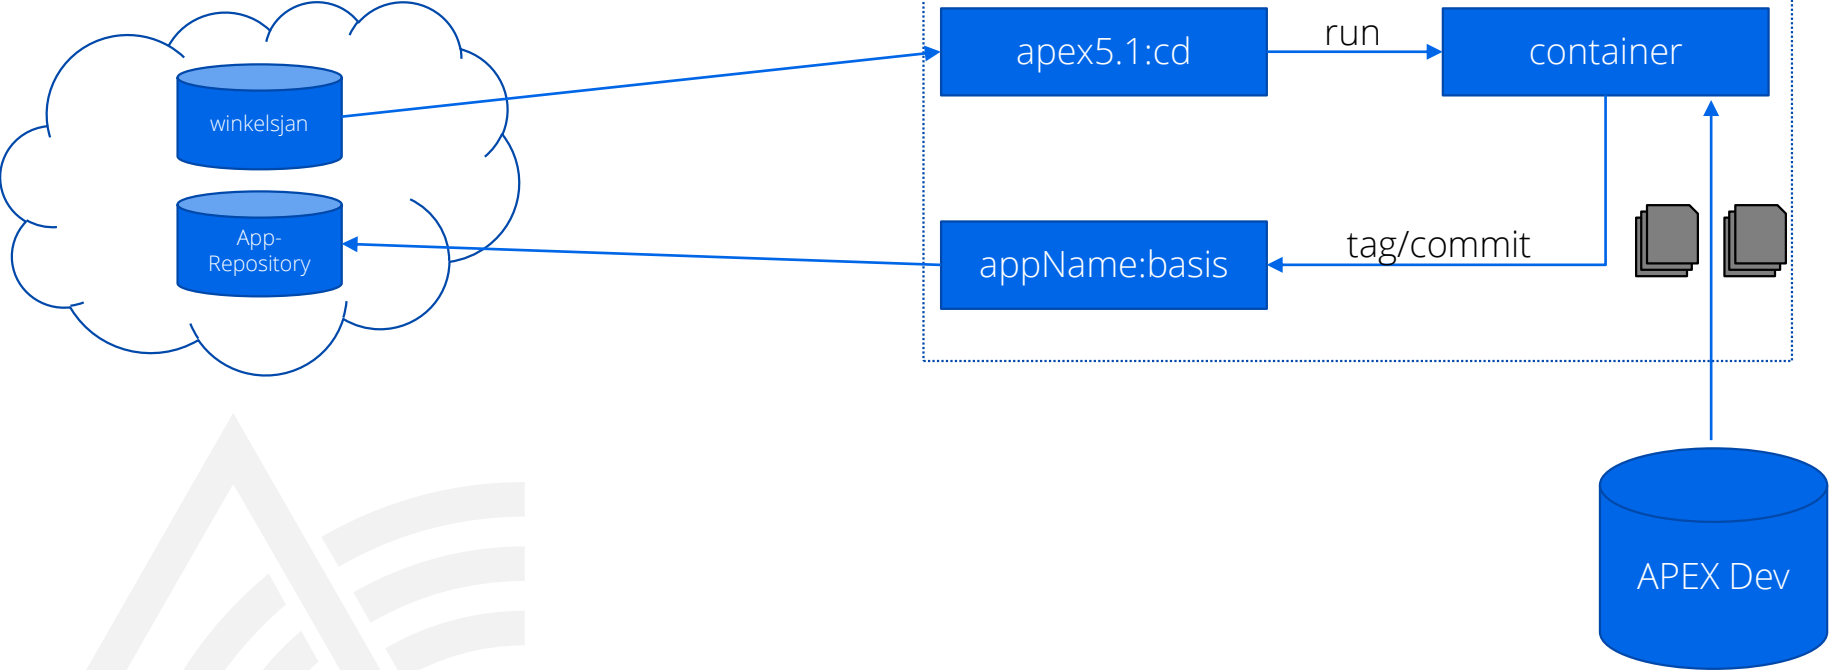 apex5.1:cd
run
container
winkelsjan
App-
Repository
appName:basis
tag/commit
APEX Dev